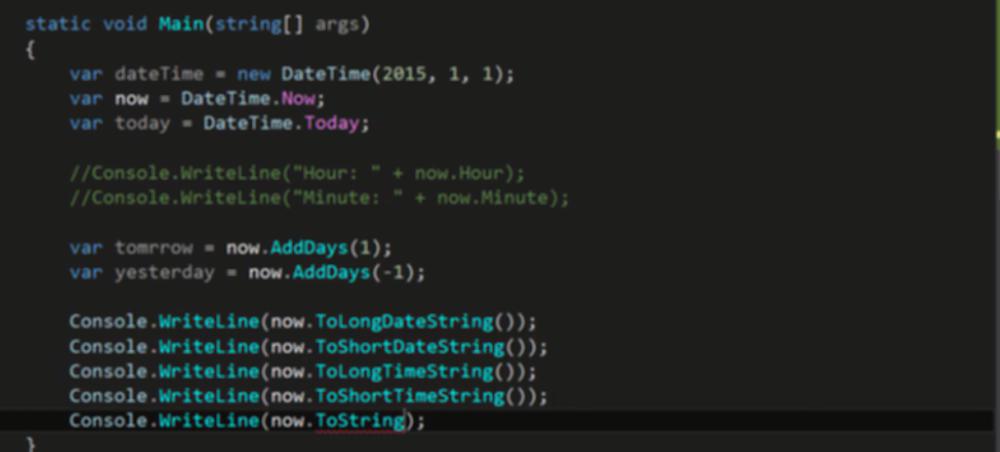 static void Main(string[] args)
{
var dateTime = new DateTime(2015, 1, 1);
var now = DateTime.Now;
var today = DateTime.Today;
//Console.WriteLine("Hour: " + now.Hour);
//Console.WriteLine("Minute: " + now.Minute);
var tomrrow = now.AddDays(1);
var yesterday = now.AddDays(-1);
Console.WriteLine(now.ToLongDateString());
Console.WriteLine(now.ToShortDateString());
Console.WriteLine(now.ToLongTimeString());
Console.WriteLine(now.ToShortTimeString());
Console.WriteLine(now.ToString);
}